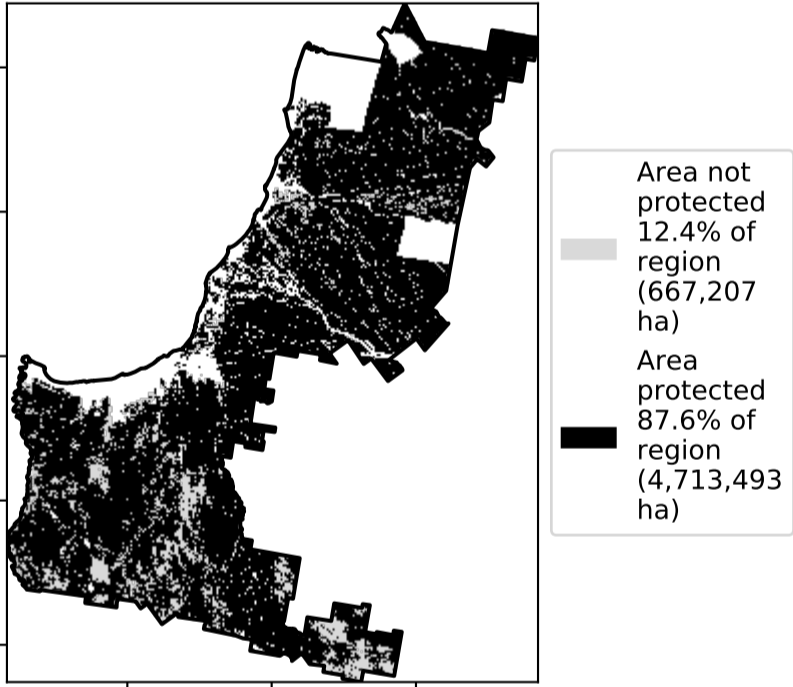 Area not
protected
12.4% of
region
(667,207
ha)
Area
protected
87.6% of
region
(4,713,493
ha)